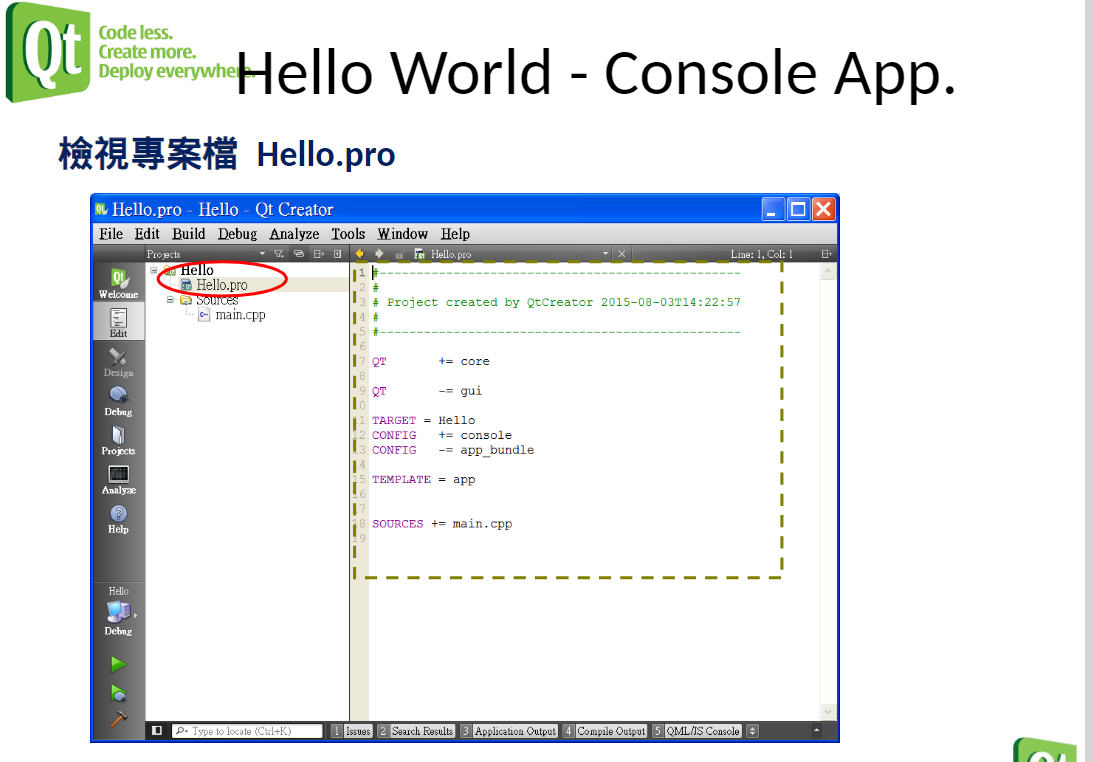 Qt
Code less.
Create more.
Deploy everywhere.
Hello World - Console App.
檢視專案檔 Hello.pro
Hello.pro - Hello - Qt Creator
File Edit Build Debug Analyze Tools Window Help
Projects
Hello.pro
Line: 1, Col: 1
Welcome
Edit
Design
Debug
Projects
Analyze
Help
Hello
Debug
Hello
Hello.pro
Sources
main.cpp
1 #-------------------------------------------------
2 #
3 # Project created by QtCreator 2015-08-03T14:22:57
4 #
5 #-------------------------------------------------
6
7 QT       += core
8
9 QT       -= gui
10
11 TARGET = Hello
12 CONFIG   += console
13 CONFIG   -= app_bundle
14
15 TEMPLATE = app
16
17
18 SOURCES += main.cpp
19
Type to locate (Ctrl+K)
1 Issues 2 Search Results 3 Application Output 4 Compile Output 5 QML/JS Console
Qt